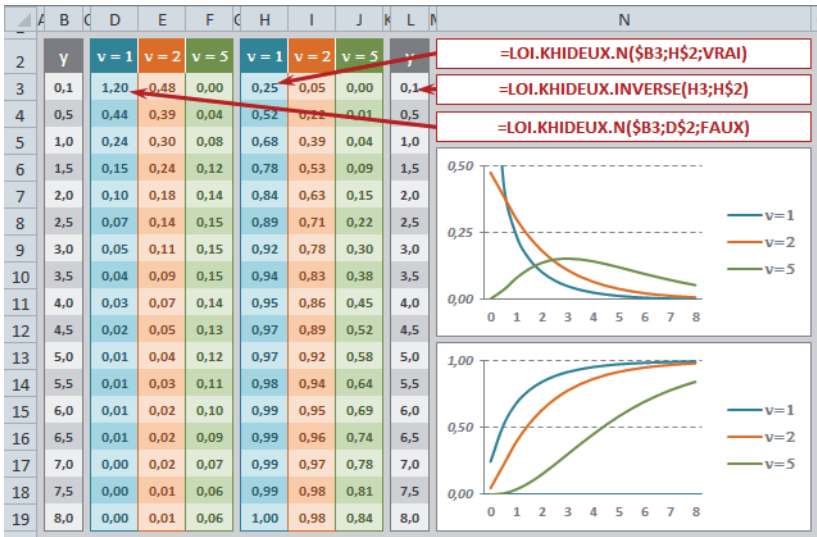 A B C D E F G H I J K L M N
2 y v = 1 v = 2 v = 5 v = 1 v = 2 v = 5 y
3 0,1 1,20 0,48 0,00 0,25 0,05 0,00 0,1
4 0,5 0,44 0,39 0,04 0,52 0,22 0,01 0,5
5 1,0 0,24 0,30 0,08 0,68 0,39 0,04 1,0
6 1,5 0,15 0,24 0,12 0,78 0,53 0,09 1,5
7 2,0 0,10 0,18 0,14 0,84 0,63 0,15 2,0
8 2,5 0,07 0,14 0,15 0,89 0,71 0,22 2,5
9 3,0 0,05 0,11 0,15 0,92 0,78 0,30 3,0
10 3,5 0,04 0,09 0,15 0,94 0,83 0,38 3,5
11 4,0 0,03 0,07 0,14 0,95 0,86 0,45 4,0
12 4,5 0,02 0,05 0,13 0,97 0,89 0,52 4,5
13 5,0 0,01 0,04 0,12 0,97 0,92 0,58 5,0
14 5,5 0,01 0,03 0,11 0,98 0,94 0,64 5,5
15 6,0 0,01 0,02 0,10 0,99 0,95 0,69 6,0
16 6,5 0,01 0,02 0,09 0,99 0,96 0,74 6,5
17 7,0 0,00 0,02 0,07 0,99 0,97 0,78 7,0
18 7,5 0,00 0,01 0,06 0,99 0,98 0,81 7,5
19 8,0 0,00 0,01 0,06 1,00 0,98 0,84 8,0
=LOI.KHIDEUX.N($B3;H$2;VRAI)
=LOI.KHIDEUX.INVERSE(H3;H$2)
=LOI.KHIDEUX.N($B3;D$2;FAUX)
0,50
0,25
0,00
0 1 2 3 4 5 6 7 8
v=1
v=2
v=5
1,00
0,50
0,00
0 1 2 3 4 5 6 7 8
v=1
v=2
v=5